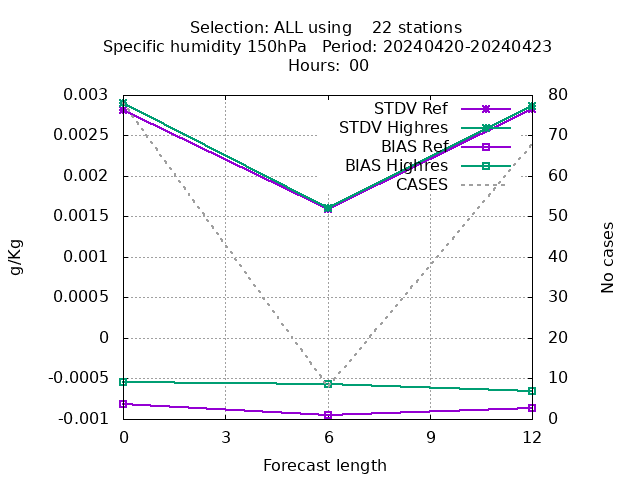 Selection: ALL using    22 stations
Specific humidity 150hPa   Period: 20240420-20240423
Hours: 00
STDV Ref
STDV Highres
BIAS Ref
BIAS Highres
CASES
0.003
0.0025
0.002
0.0015
0.001
0.0005
0
-0.0005
-0.001
g/Kg
80
70
60
50
40
30
20
10
0
No cases
0 3 6 9 12
Forecast length